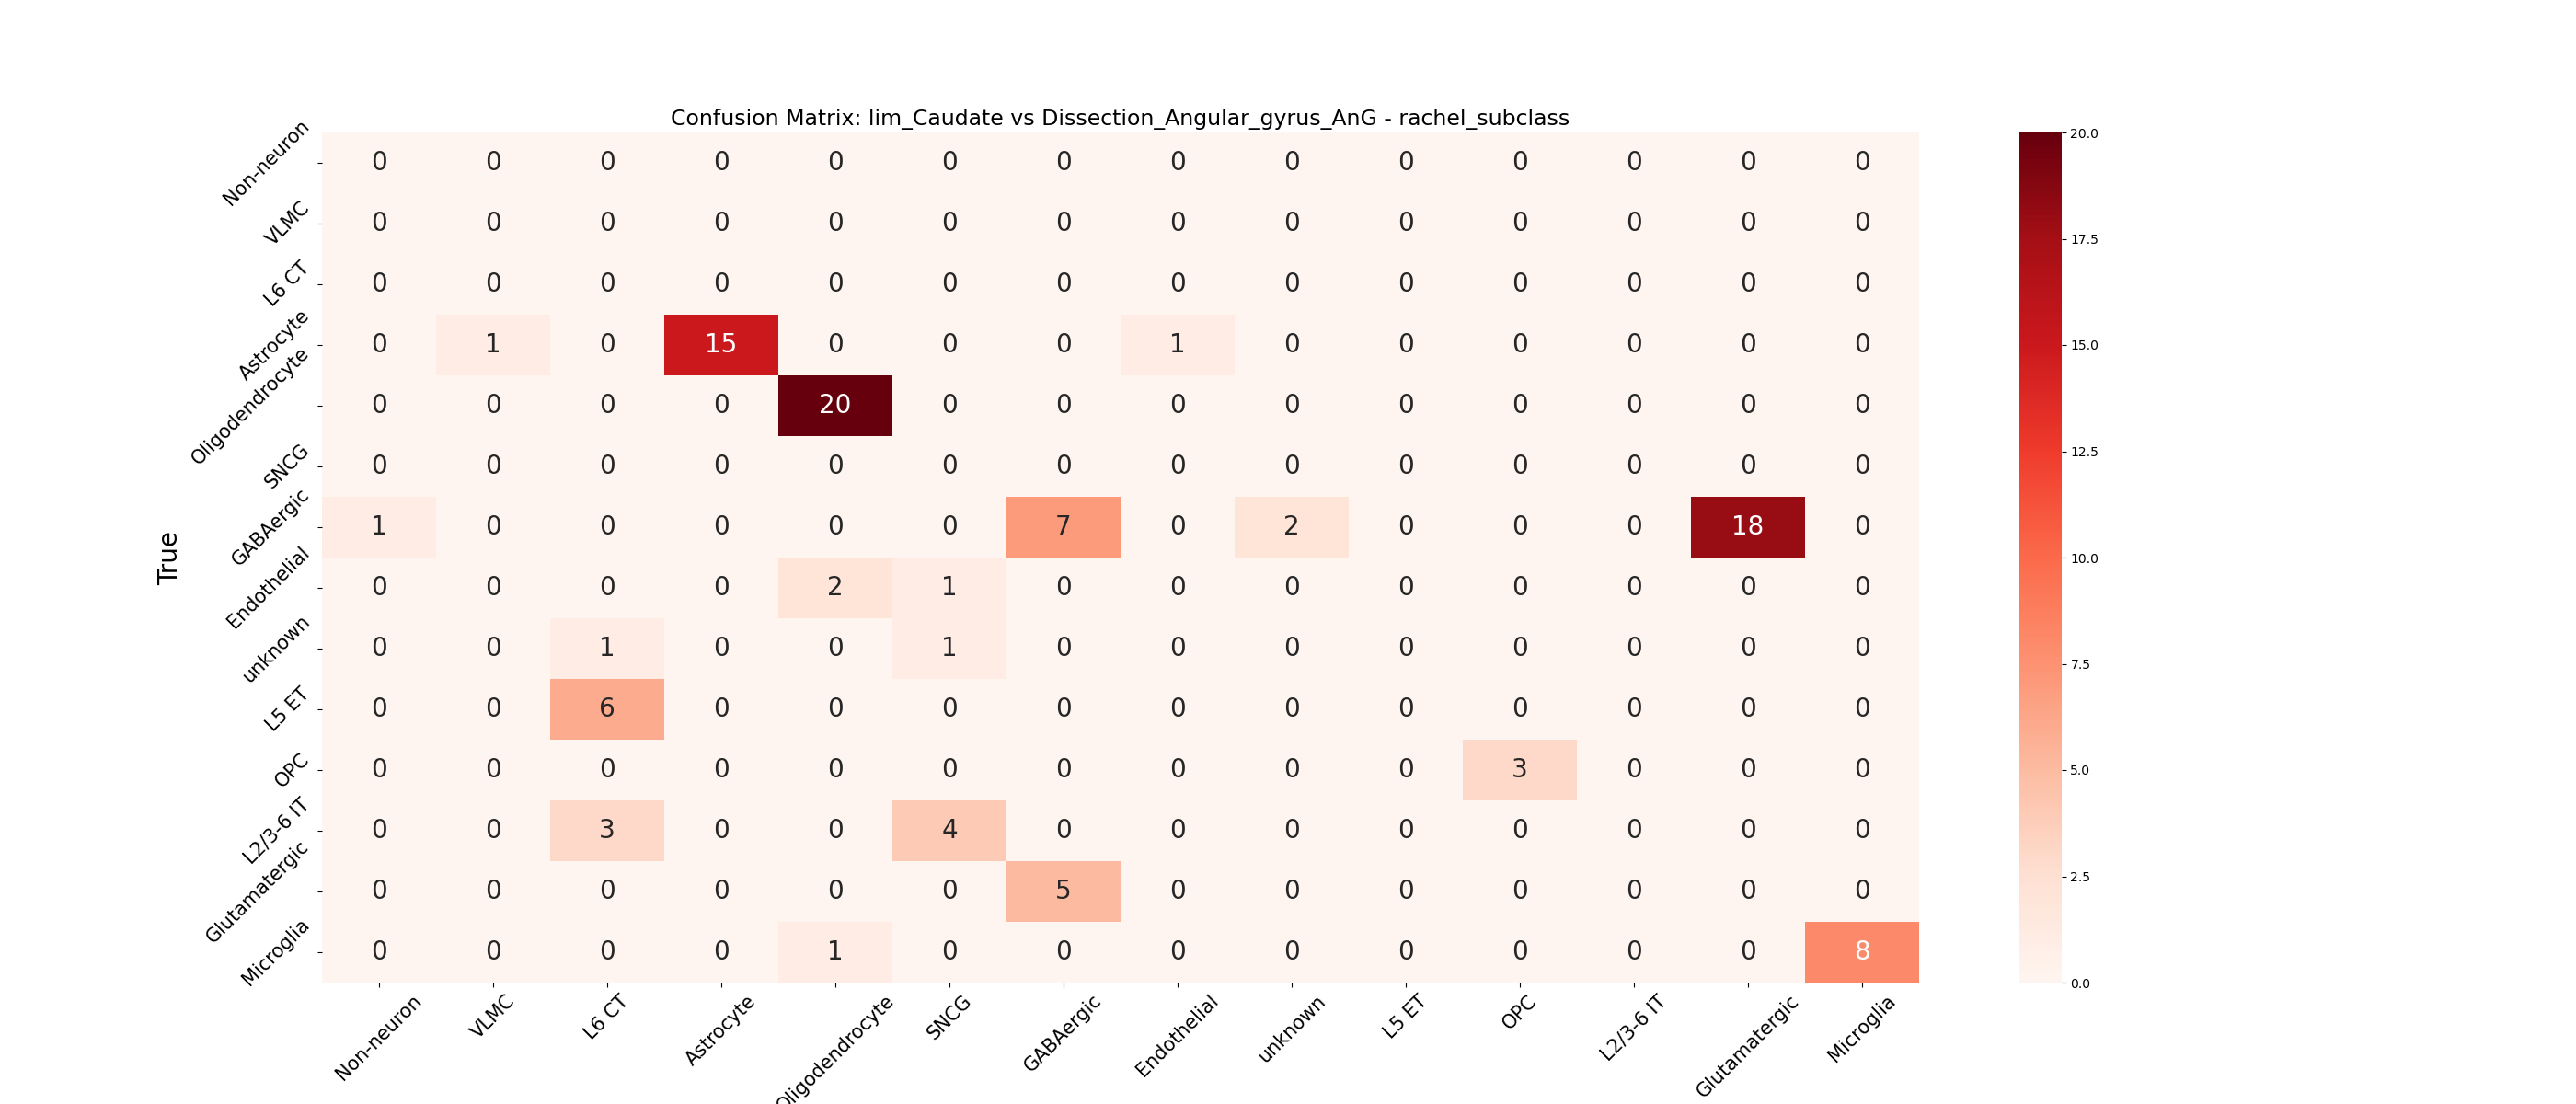 Confusion Matrix: lim_Caudate vs Dissection_Angular_gyrus_AnG - rachel_subclass
True
Non-neuron 0 0 0 0 0 0 0 0 0 0 0 0 0 0
VLMC 0 0 0 0 0 0 0 0 0 0 0 0 0 0
L6 CT 0 0 0 0 0 0 0 0 0 0 0 0 0 0
Astrocyte 0 1 0 15 0 0 0 1 0 0 0 0 0 0
Oligodendrocyte 0 0 0 0 20 0 0 0 0 0 0 0 0 0
SNCG 0 0 0 0 0 0 0 0 0 0 0 0 0 0
GABAergic 1 0 0 0 0 0 7 0 2 0 0 0 18 0
Endothelial 0 0 0 0 2 1 0 0 0 0 0 0 0 0
unknown 0 0 1 0 0 1 0 0 0 0 0 0 0 0
L5 ET 0 0 6 0 0 0 0 0 0 0 0 0 0 0
OPC 0 0 0 0 0 0 0 0 0 0 3 0 0 0
L2/3-6 IT 0 0 3 0 0 4 0 0 0 0 0 0 0 0
Glutamatergic 0 0 0 0 0 0 5 0 0 0 0 0 0 0
Microglia 0 0 0 0 1 0 0 0 0 0 0 0 0 8
Non-neuron VLMC L6 CT Astrocyte Oligodendrocyte SNCG GABAergic Endothelial unknown L5 ET OPC L2/3-6 IT Glutamatergic Microglia
20.0
17.5
15.0
12.5
10.0
7.5
5.0
2.5
0.0